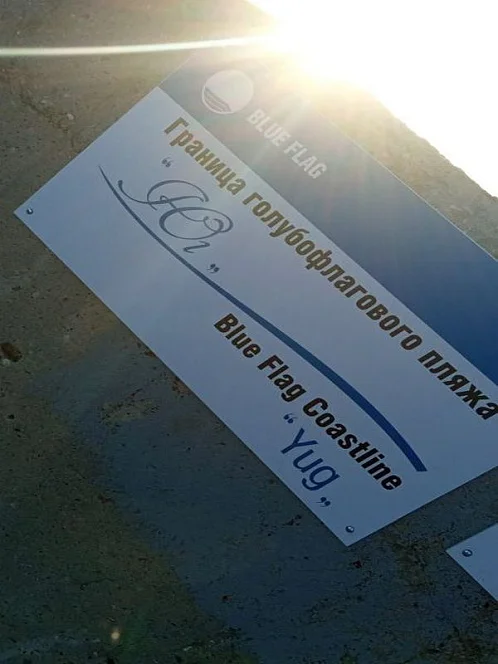 BLUE FLAG
Граница голубофлагового пляжа
“Юг”
Blue Flag Coastline
“Yug”